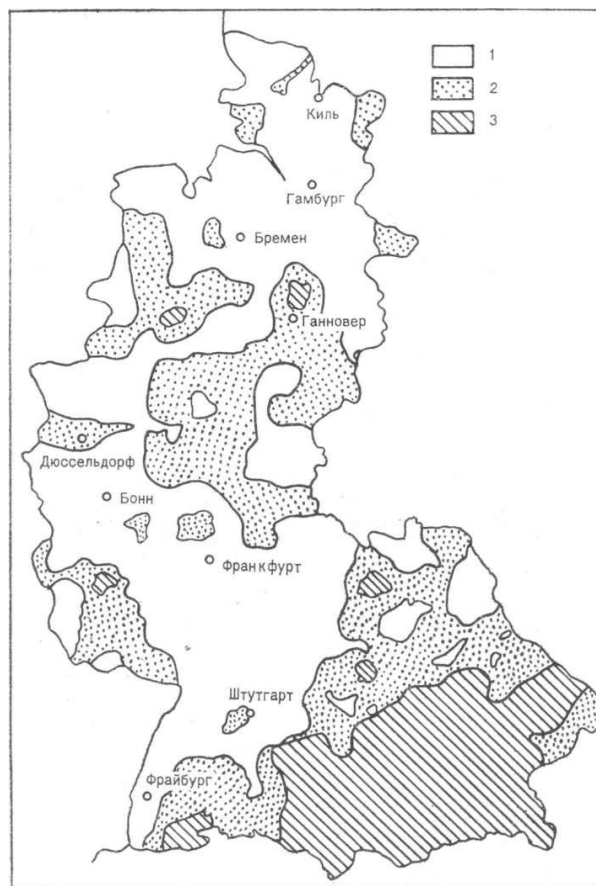 1
2
3
Киль
Гамбург
Бремен
Ганновер
Дюссельдорф
Бонн
Франкфурт
Штутгарт
Фрайбург